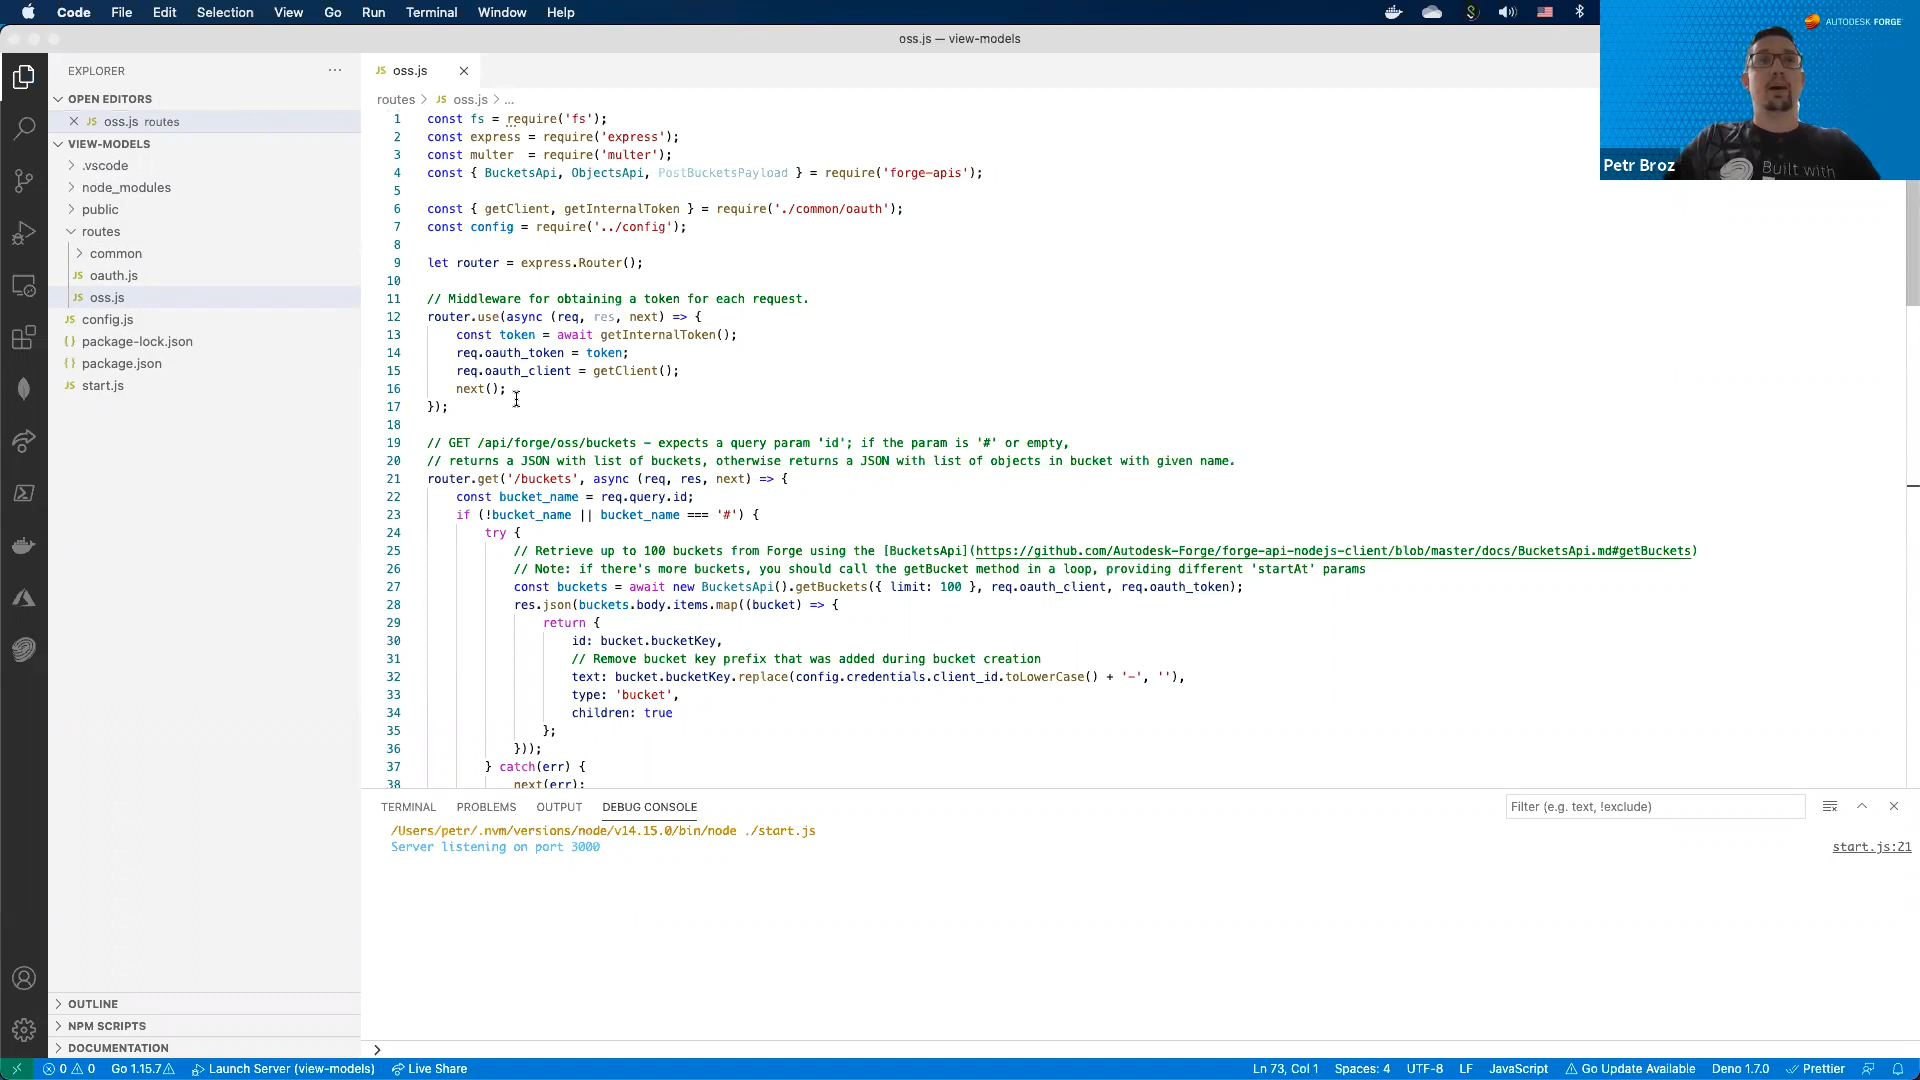 Code File Edit Selection View Go Run Terminal Window Help
oss.js — view-models
AUTODESK FORGE
Built with
Petr Broz
EXPLORER
OPEN EDITORS
JS oss.js routes
VIEW-MODELS
.vscode
node_modules
public
routes
common
JS oauth.js
JS oss.js
JS config.js
{} package-lock.json
{} package.json
JS start.js
OUTLINE
NPM SCRIPTS
DOCUMENTATION
JS oss.js
routes > JS oss.js > ...
1 const fs = require('fs');
2 const express = require('express');
3 const multer = require('multer');
4 const { BucketsApi, ObjectsApi, PostBucketsPayload } = require('forge-apis');
5
6 const { getClient, getInternalToken } = require('./common/oauth');
7 const config = require('../config');
8
9 let router = express.Router();
10
11 // Middleware for obtaining a token for each request.
12 router.use(async (req, res, next) => {
13 const token = await getInternalToken();
14 req.oauth_token = token;
15 req.oauth_client = getClient();
16 next();
17 });
18
19 // GET /api/forge/oss/buckets – expects a query param 'id'; if the param is '#' or empty,
20 // returns a JSON with list of buckets, otherwise returns a JSON with list of objects in bucket with given name.
21 router.get('/buckets', async (req, res, next) => {
22 const bucket_name = req.query.id;
23 if (!bucket_name || bucket_name === '#') {
24 try {
25 // Retrieve up to 100 buckets from Forge using the [BucketsApi](https://github.com/Autodesk-Forge/forge-api-nodejs-client/blob/master/docs/BucketsApi.md#getBuckets)
26 // Note: if there's more buckets, you should call the getBucket method in a loop, providing different 'startAt' params
27 const buckets = await new BucketsApi().getBuckets({ limit: 100 }, req.oauth_client, req.oauth_token);
28 res.json(buckets.body.items.map((bucket) => {
29 return {
30 id: bucket.bucketKey,
31 // Remove bucket key prefix that was added during bucket creation
32 text: bucket.bucketKey.replace(config.credentials.client_id.toLowerCase() + '-', ''),
33 type: 'bucket',
34 children: true
35 };
36 }));
37 } catch(err) {
38 next(err);
TERMINAL PROBLEMS OUTPUT DEBUG CONSOLE
Filter (e.g. text, !exclude)
/Users/petr/.nvm/versions/node/v14.15.0/bin/node ./start.js
Server listening on port 3000
start.js:21
0 0 Go 1.15.7 Launch Server (view-models) Live Share
Ln 73, Col 1 Spaces: 4 UTF-8 LF JavaScript Go Update Available Deno 1.7.0 Prettier